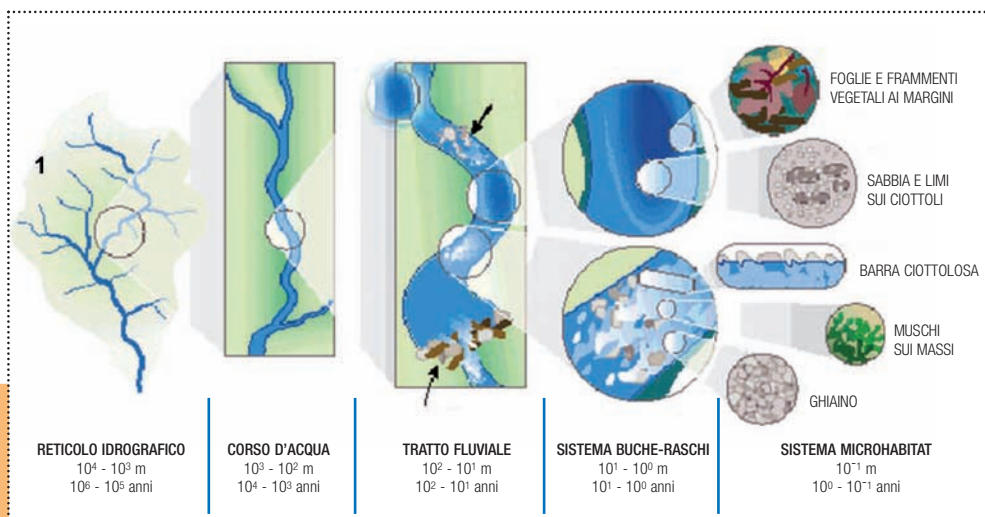 1
FOGLIE E FRAMMENTI
VEGETALI AI MARGINI
SABBIA E LIMI
SUI CIOTTOLI
BARRA CIOTTOLOSA
MUSCHI
SUI MASSI
GHIAINO
RETICOLO IDROGRAFICO
10⁴ - 10³ m
10⁶ - 10⁵ anni
CORSO D'ACQUA
10³ - 10² m
10⁴ - 10³ anni
TRATTO FLUVIALE
10² - 10¹ m
10² - 10¹ anni
SISTEMA BUCHE-RASCHI
10¹ - 10⁰ m
10¹ - 10⁰ anni
SISTEMA MICROHABITAT
10⁻¹ m
10⁰ - 10⁻¹ anni